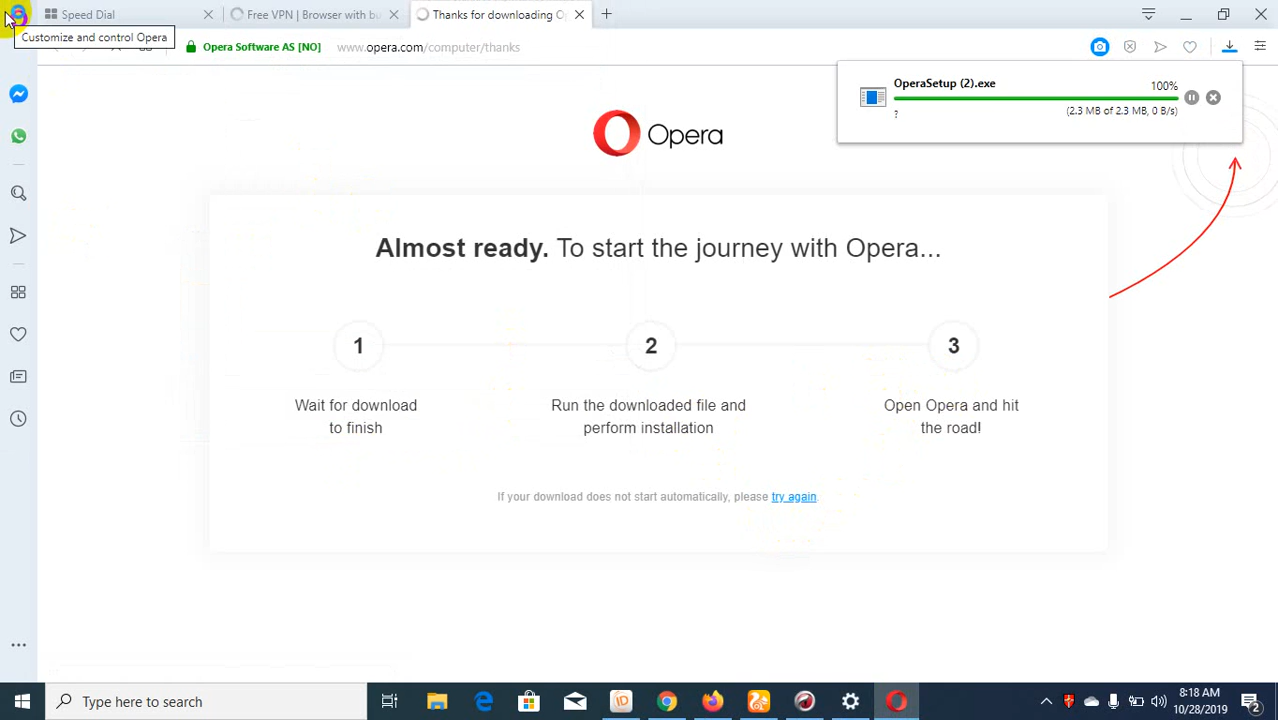 Speed Dial
Free VPN | Browser with bu
Thanks for downloading O
Customize and control Opera
Opera Software AS [NO]
www.opera.com/computer/thanks
OperaSetup (2).exe
100%
(2.3 MB of 2.3 MB, 0 B/s)
?
Opera
Almost ready. To start the journey with Opera...
1
2
3
Wait for download
to finish
Run the downloaded file and
perform installation
Open Opera and hit
the road!
If your download does not start automatically, please try again.
Type here to search
iD
8:18 AM
10/28/2019
2